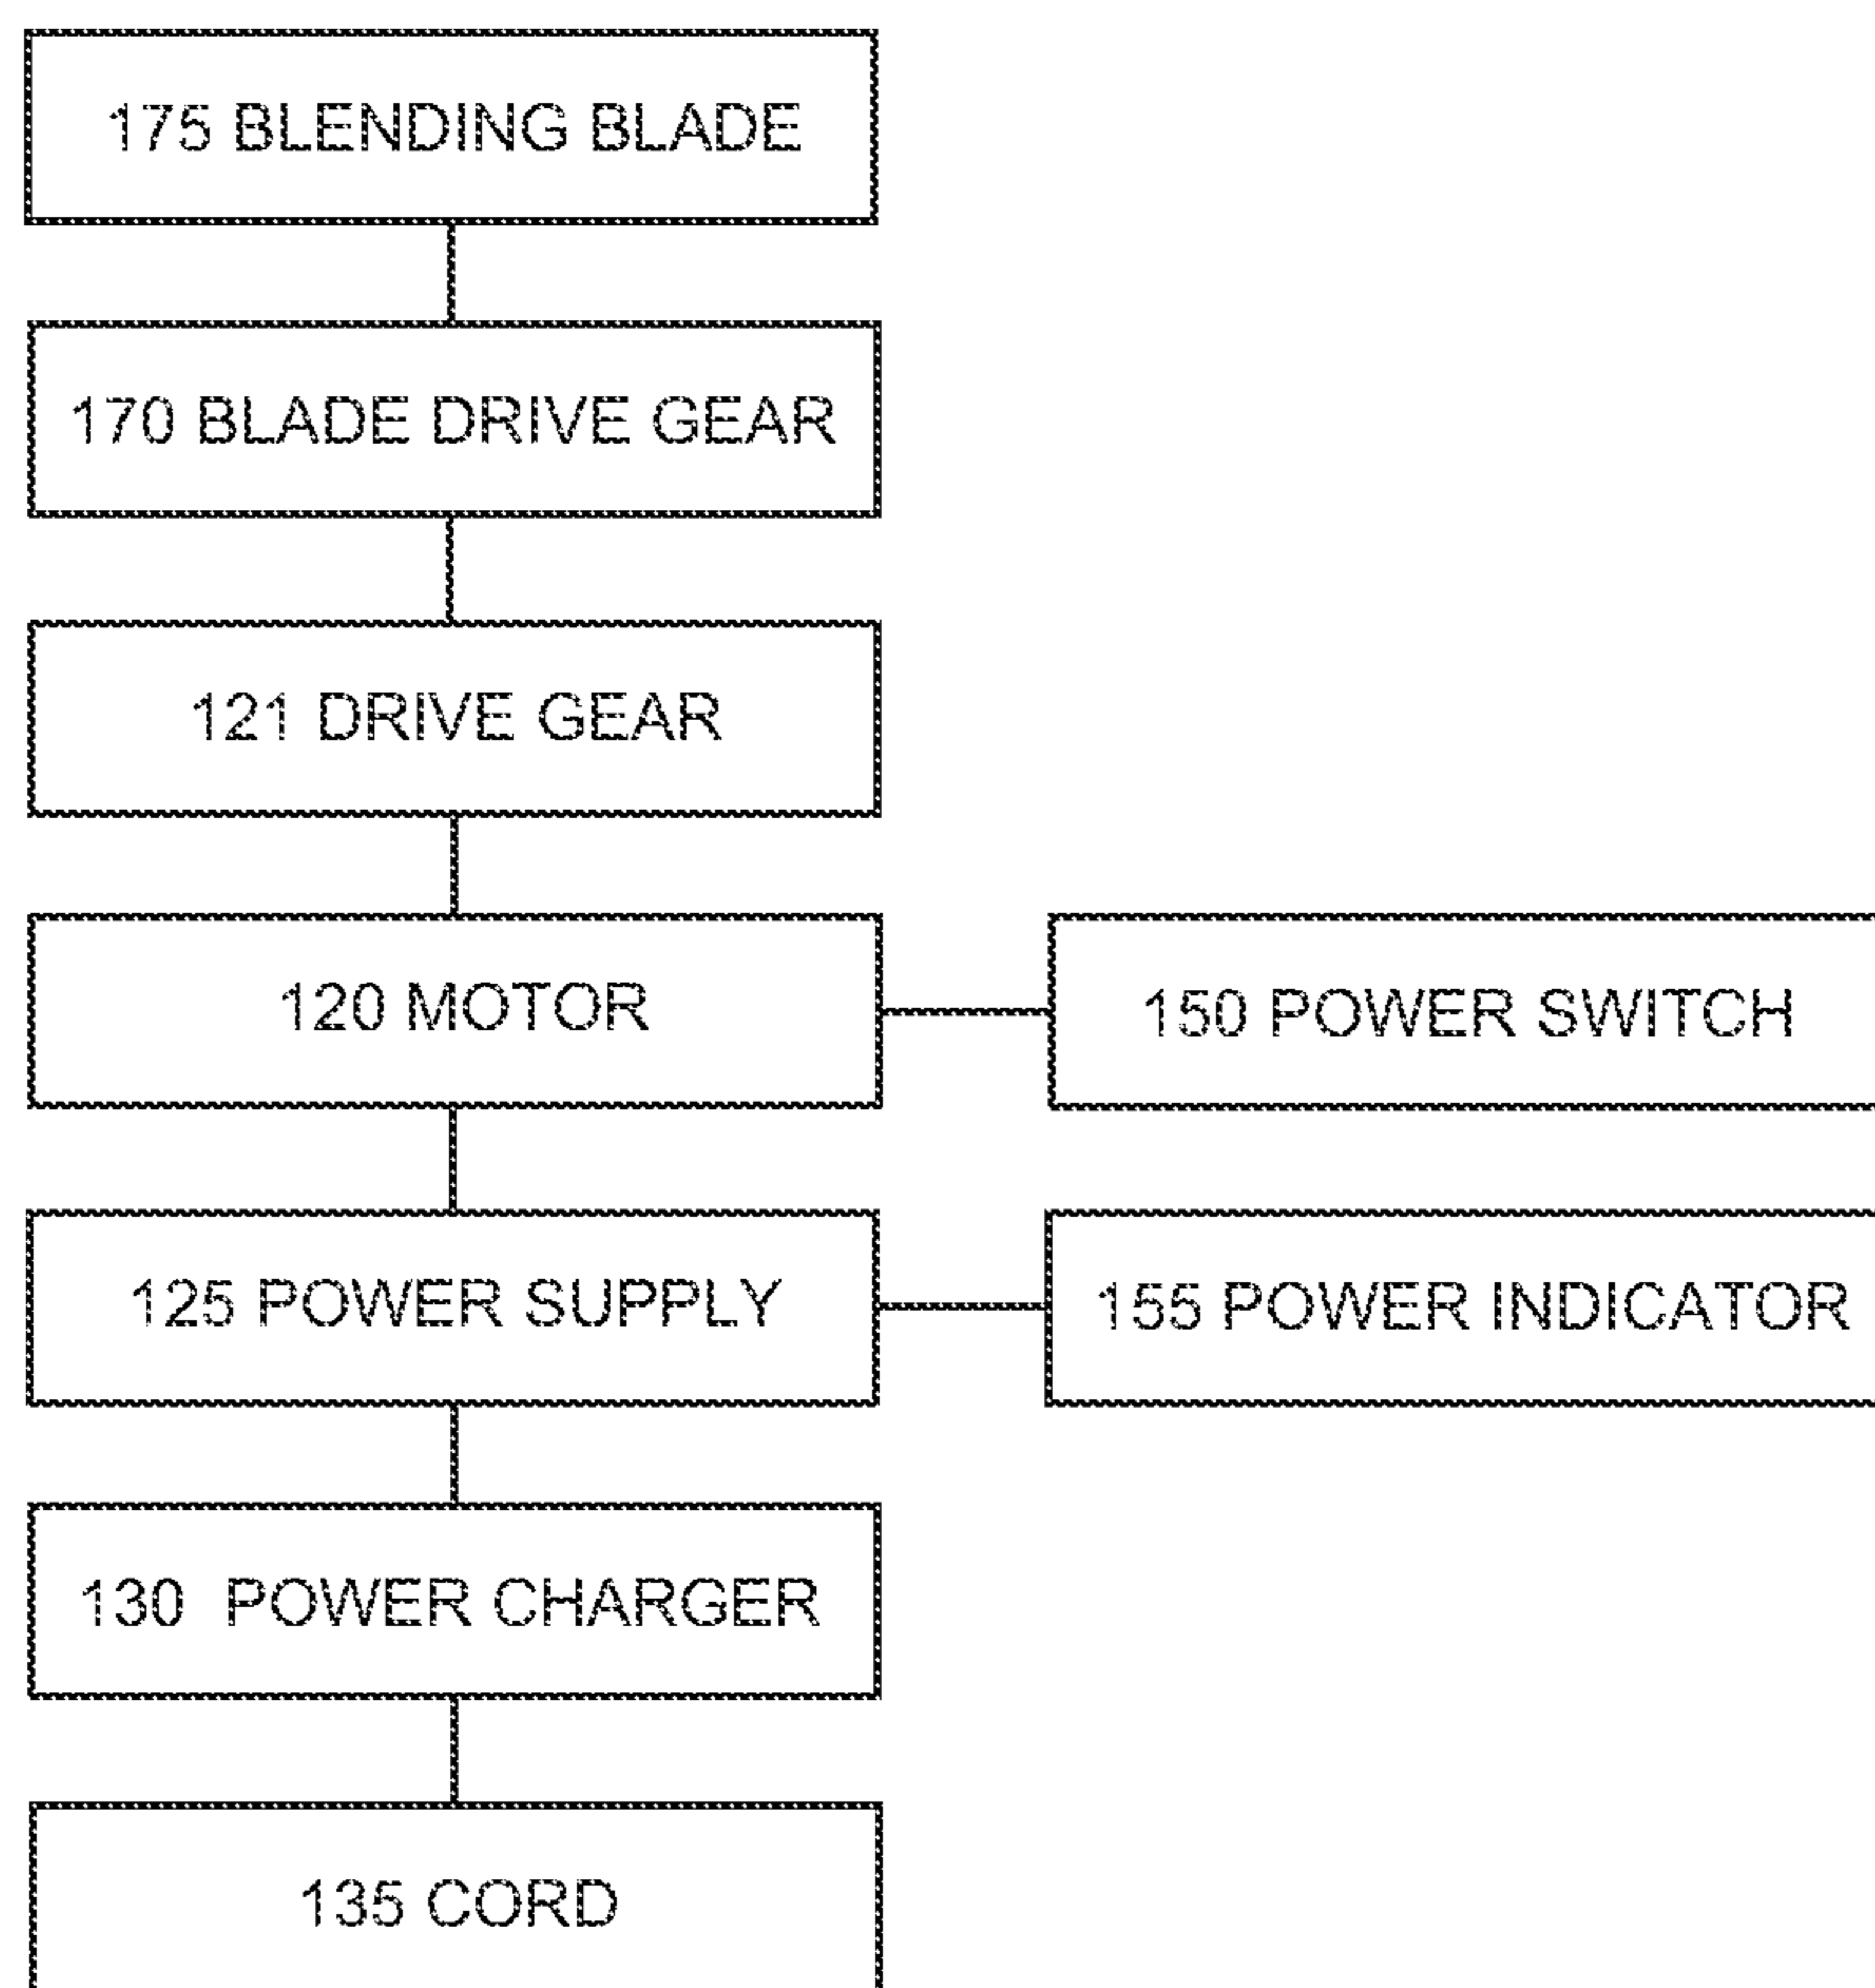 175 BLENDING BLADE
170 BLADE DRIVE GEAR
121 DRIVE GEAR
120 MOTOR
150 POWER SWITCH
125 POWER SUPPLY
155 POWER INDICATOR
130 POWER CHARGER
135 CORD